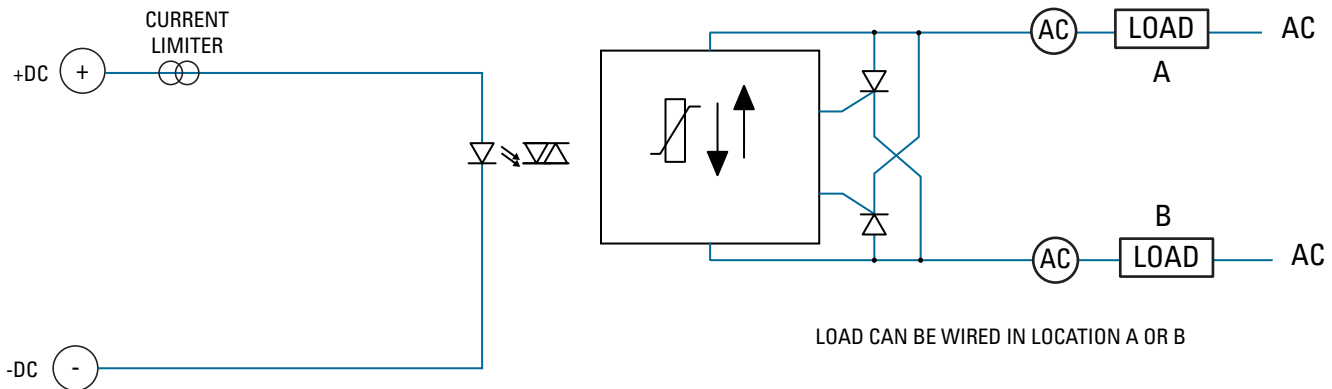 CURRENT
LIMITER
+DC
+
AC
LOAD
AC
A
B
AC
LOAD
AC
LOAD CAN BE WIRED IN LOCATION A OR B
-DC
-